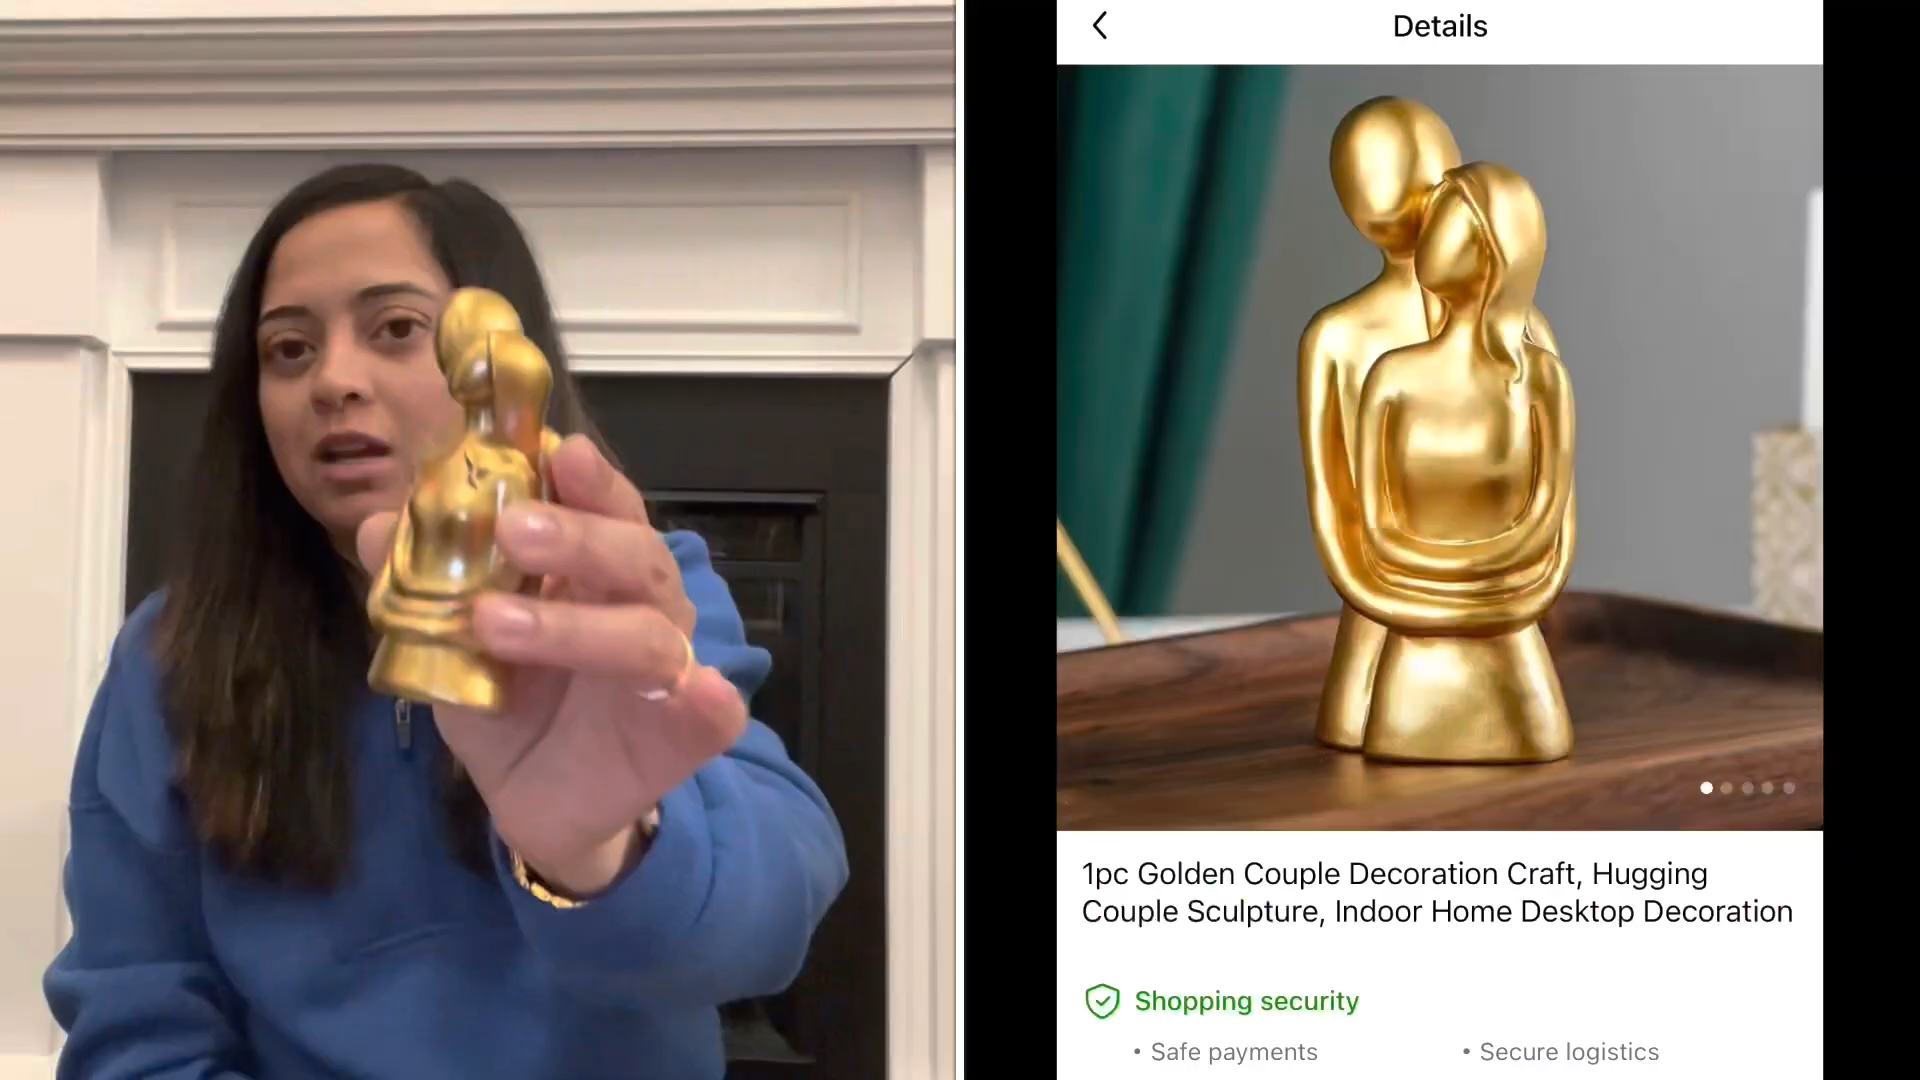 Details
1pc Golden Couple Decoration Craft, Hugging
Couple Sculpture, Indoor Home Desktop Decoration
Shopping security
• Safe payments
• Secure logistics